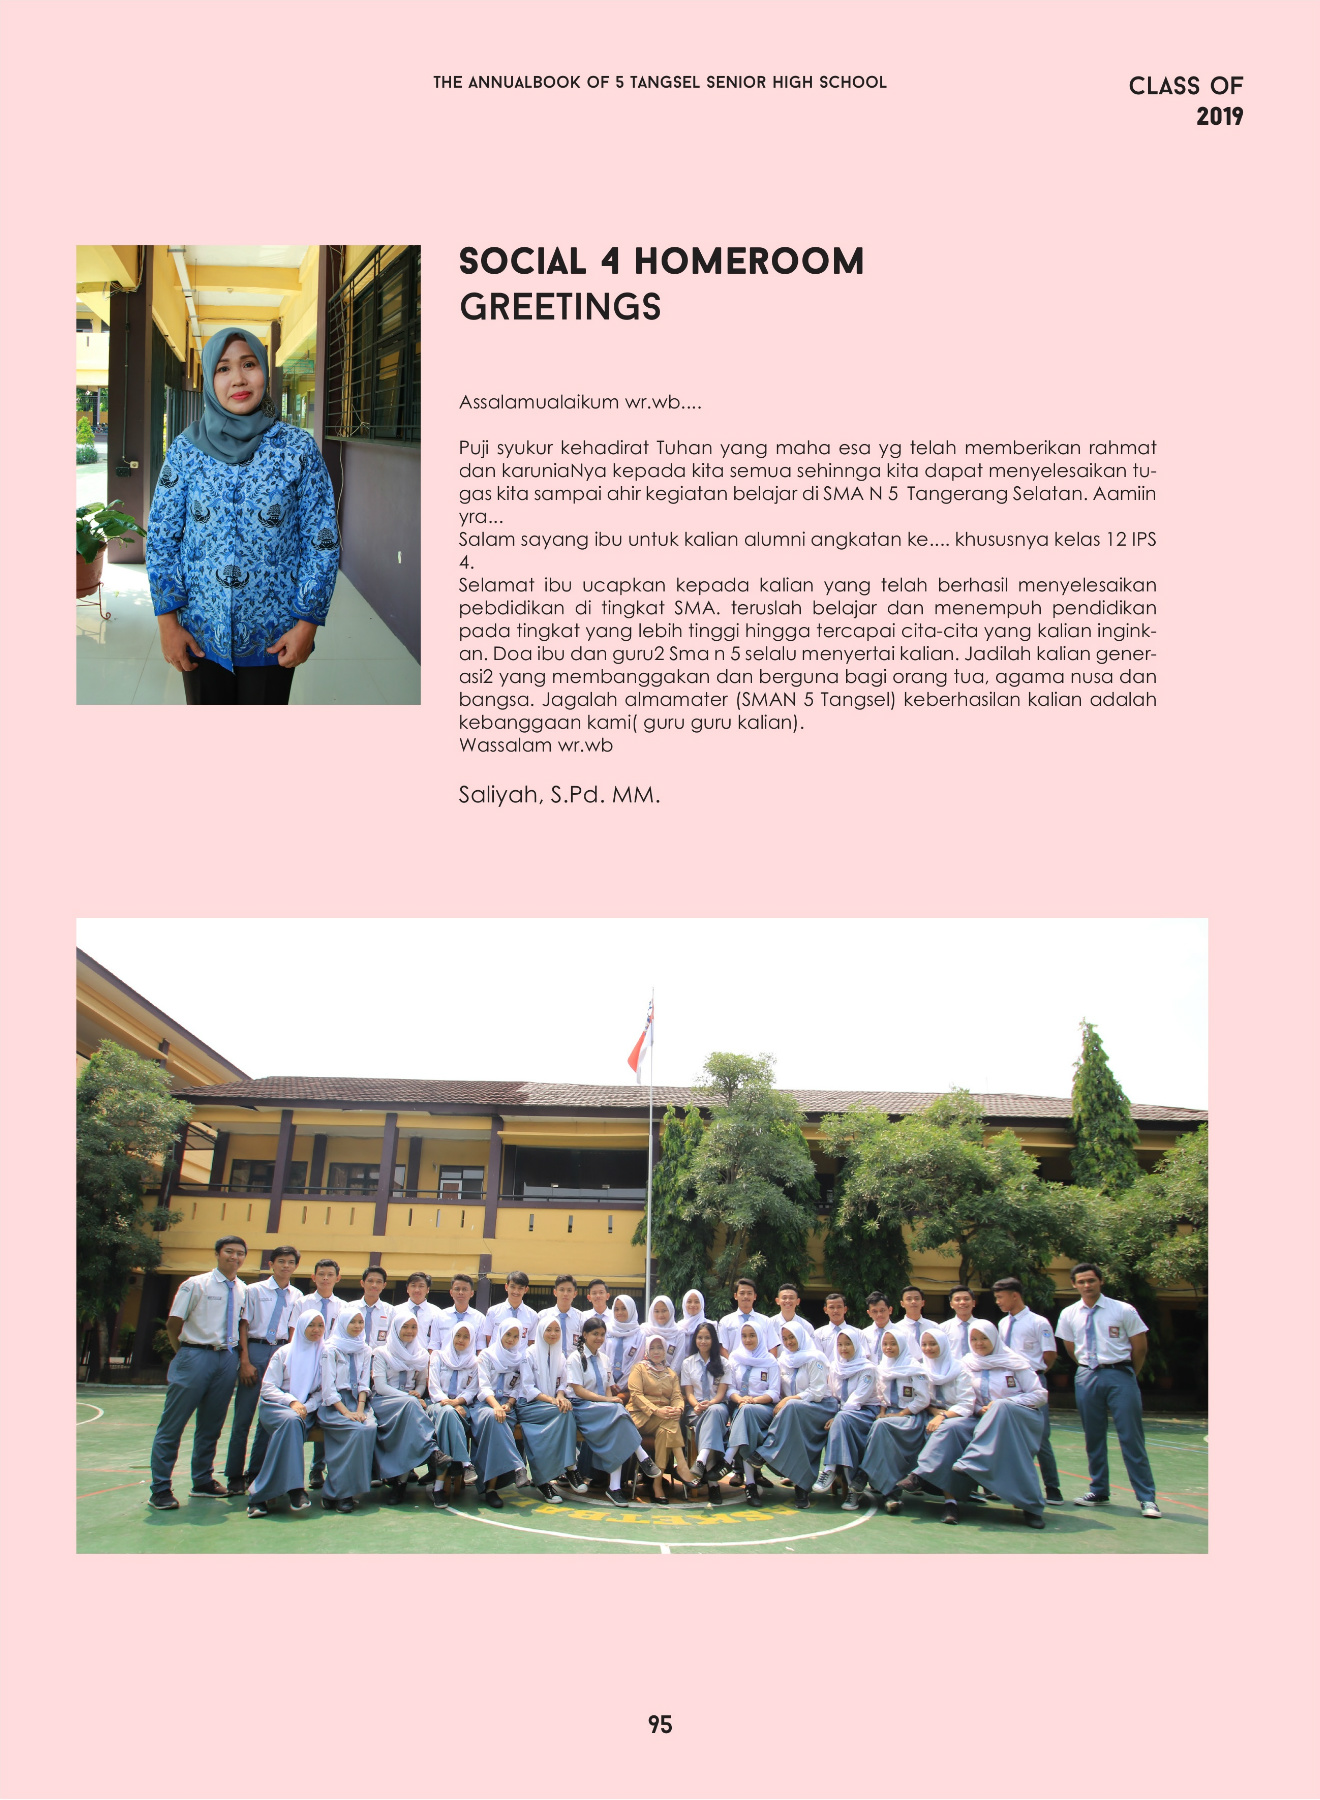 THE ANNUALBOOK OF 5 TANGSEL SENIOR HIGH SCHOOL
CLASS OF
2019
SOCIAL 4 HOMEROOM
GREETINGS
Assalamualaikum wr.wb....
Puji syukur kehadirat Tuhan yang maha esa yg telah memberikan rahmat
dan karuniaNya kepada kita semua sehinnga kita dapat menyelesaikan tu-
gas kita sampai ahir kegiatan belajar di SMA N 5 Tangerang Selatan. Aamiin
yra...
Salam sayang ibu untuk kalian alumni angkatan ke.... khususnya kelas 12 IPS
4.
Selamat ibu ucapkan kepada kalian yang telah berhasil menyelesaikan
pebdidikan di tingkat SMA. teruslah belajar dan menempuh pendidikan
pada tingkat yang lebih tinggi hingga tercapai cita-cita yang kalian ingink-
an. Doa ibu dan guru2 Sma n 5 selalu menyertai kalian. Jadilah kalian gener-
asi2 yang membanggakan dan berguna bagi orang tua, agama nusa dan
bangsa. Jagalah almamater (SMAN 5 Tangsel) keberhasilan kalian adalah
kebanggaan kami( guru guru kalian).
Wassalam wr.wb
Saliyah, S.Pd. MM.
95